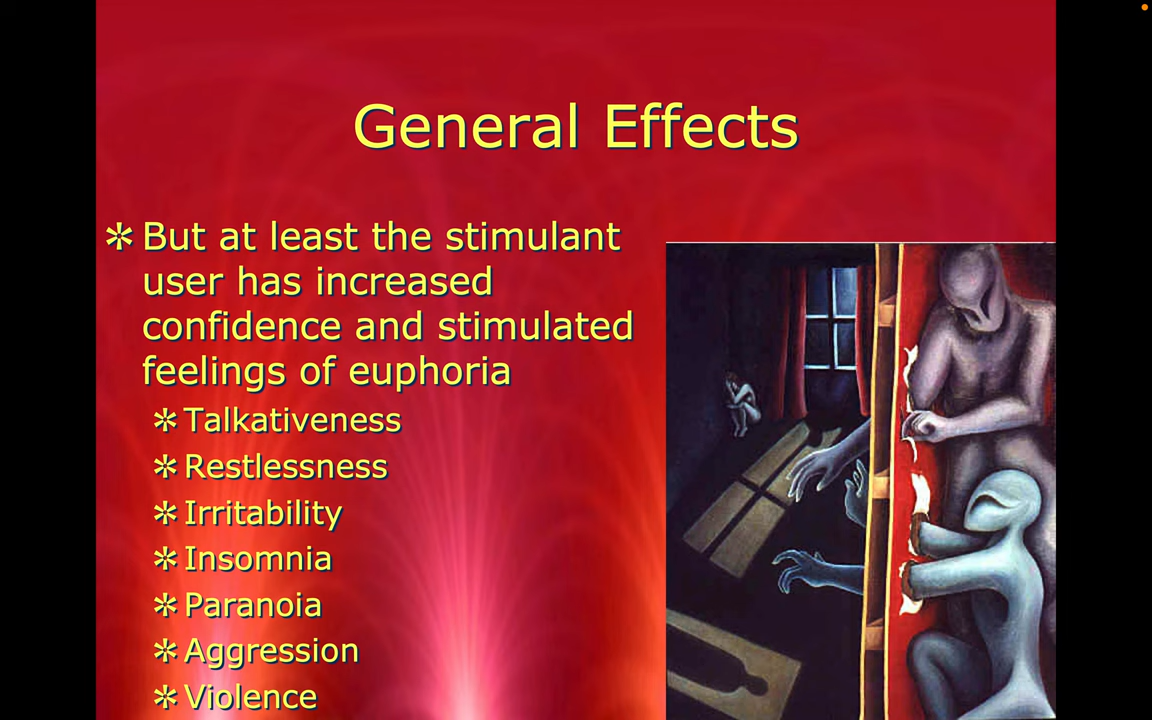 General Effects
✲ But at least the stimulant
user has increased
confidence and stimulated
feelings of euphoria
✲ Talkativeness
✲ Restlessness
✲ Irritability
✲ Insomnia
✲ Paranoia
✲ Aggression
✲ Violence